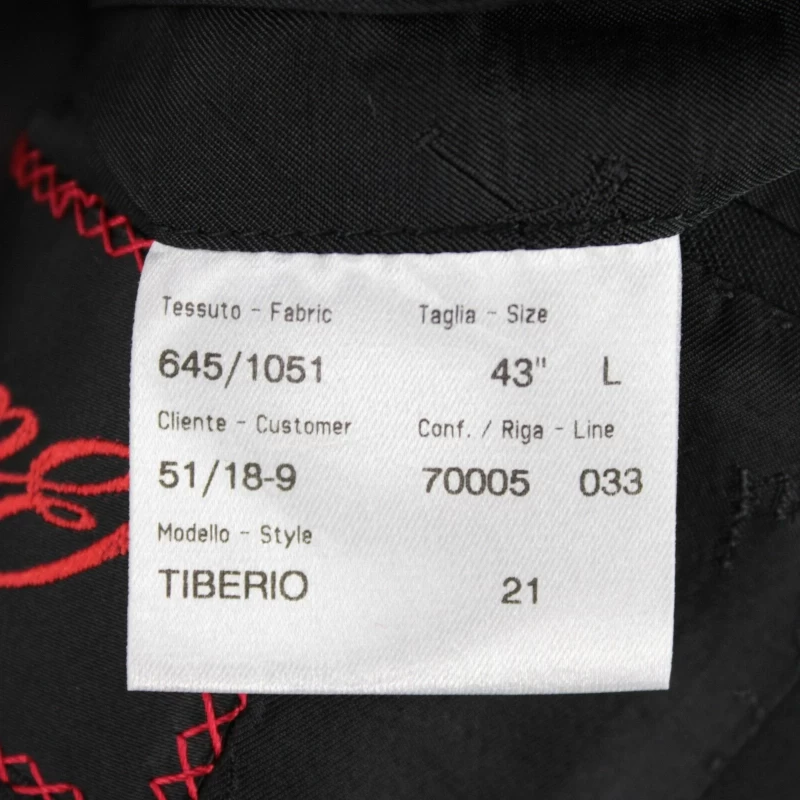 Tessuto - Fabric Taglia - Size
645/1051 43" L
Cliente - Customer Conf. / Riga - Line
51/18-9 70005 033
Modello - Style
TIBERIO 21